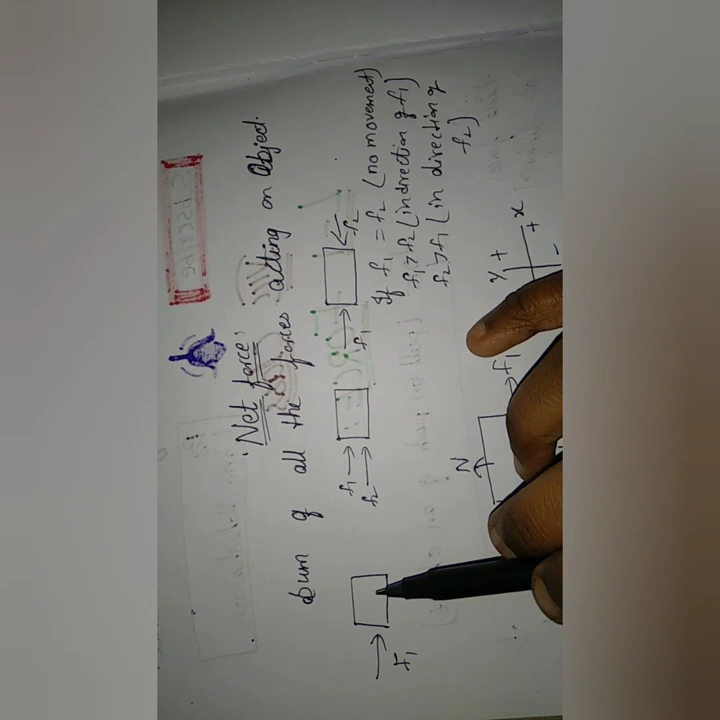 SUBSCRIBE
Net force:
sum of all the forces acting on Object.
F1
f1
f2
f1
f2
If f1 = f2 (no movement)
f1 > f2 (in direction of f1)
f2 > f1 (in direction of
f2)
N
f1
y +
+ x
-